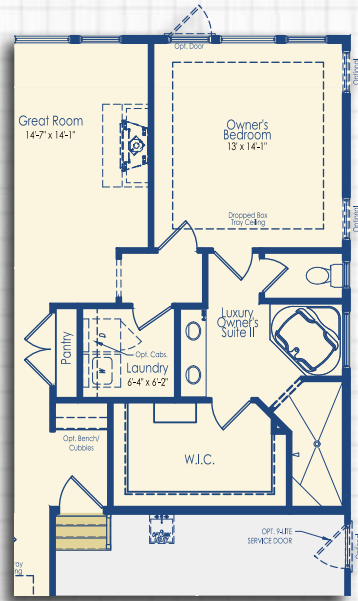 Opt. Door
Optional
Great Room
14'-7" x 14'-1"
Owner's
Bedroom
13' x 14'-1"
Optional
Dropped Box
Tray Ceiling
Luxury
Owner's
Suite II
Pantry
D
W
Opt. Cabs.
Laundry
6'-4" x 6'-2"
Opt. Bench/
Cubbies
W.I.C.
OPT. 9-LITE
SERVICE DOOR